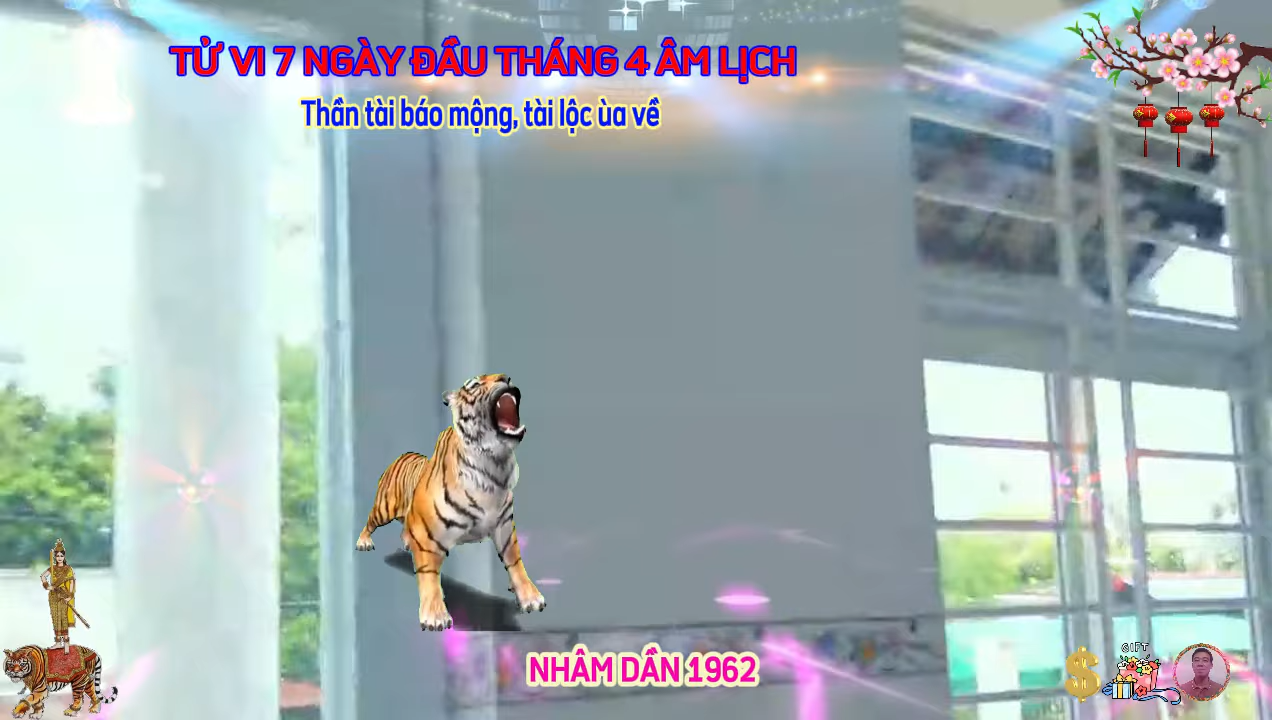 TỬ VI 7 NGÀY ĐẦU THÁNG 4 ÂM LỊCH
Thần tài báo mộng, tài lộc ùa về
GIFT
NHÂM DẦN 1962